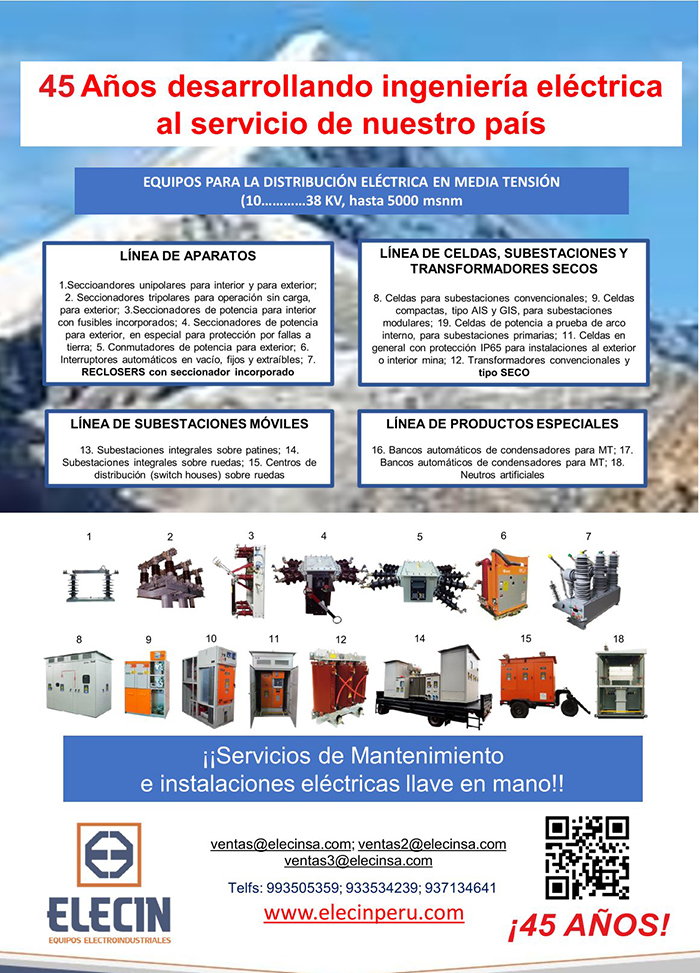 45 Años desarrollando ingeniería eléctrica
al servicio de nuestro país
EQUIPOS PARA LA DISTRIBUCIÓN ELÉCTRICA EN MEDIA TENSIÓN
(10…………38 KV, hasta 5000 msnm
LÍNEA DE APARATOS
1.Seccioandores unipolares para interior y para exterior;
2. Seccionadores tripolares para operación sin carga,
para exterior; 3.Seccionadores de potencia para interior
con fusibles incorporados; 4. Seccionadores de potencia
para exterior, en especial para protección por fallas a
tierra; 5. Conmutadores de potencia para exterior; 6.
Interruptores automáticos en vacío, fijos y extraíbles; 7.
RECLOSERS con seccionador incorporado
LÍNEA DE CELDAS, SUBESTACIONES Y
TRANSFORMADORES SECOS
8. Celdas para subestaciones convencionales; 9. Celdas
compactas, tipo AIS y GIS, para subestaciones
modulares; 19. Celdas de potencia a prueba de arco
interno, para subestaciones primarias; 11. Celdas en
general con protección IP65 para instalaciones al exterior
o interior mina; 12. Transformadores convencionales y
tipo SECO
LÍNEA DE SUBESTACIONES MÓVILES
13. Subestaciones integrales sobre patines; 14.
Subestaciones integrales sobre ruedas; 15. Centros de
distribución (switch houses) sobre ruedas
LÍNEA DE PRODUCTOS ESPECIALES
16. Bancos automáticos de condensadores para MT; 17.
Bancos automáticos de condensadores para MT; 18.
Neutros artificiales
1 2 3 4 5 6 7
8 9 10 11 12 14 15 18
¡¡Servicios de Mantenimiento
e instalaciones eléctricas llave en mano!!
ELECIN
EQUIPOS ELECTROINDUSTRIALES
ventas@elecinsa.com; ventas2@elecinsa.com
ventas3@elecinsa.com
Telfs: 993505359; 933534239; 937134641
www.elecinperu.com
¡45 AÑOS!